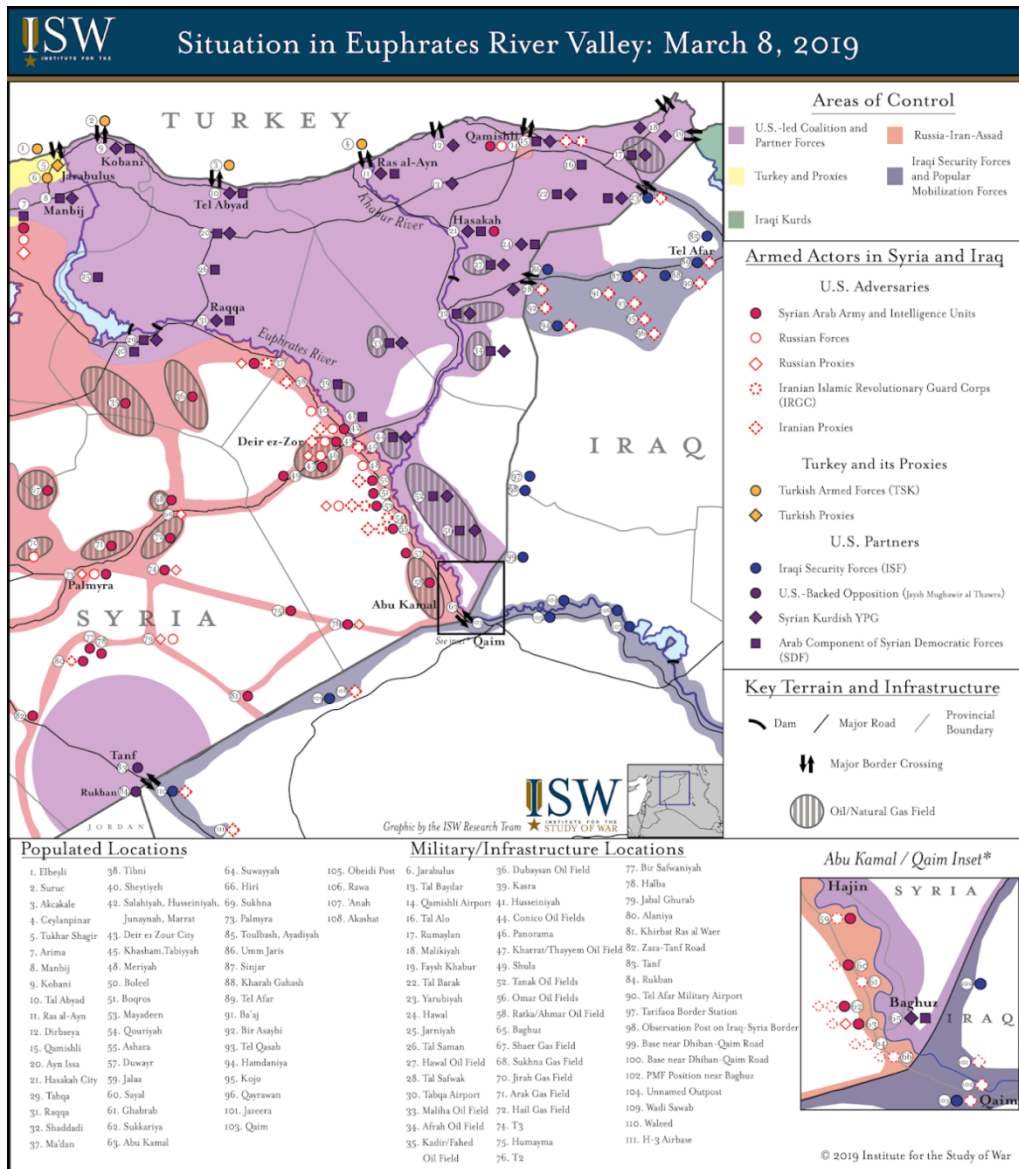 ISW
INSTITUTE FOR THE
Situation in Euphrates River Valley: March 8, 2019
TURKEY
Kobani
Jarabulus
Manbij
Tel Abyad
Ras al-Ayn
Qamishli
Khabur River
Hasakah
Tel Afar
Raqqa
Euphrates River
Deir ez-Zor
IRAQ
Palmyra
SYRIA
Abu Kamal
See inset*
Qaim
Tanf
Rukban
JORDAN
Graphic by the ISW Research Team
ISW
INSTITUTE FOR THE
STUDY OF WAR
Areas of Control
U.S.-led Coalition and
Partner Forces
Russia-Iran-Assad
Turkey and Proxies
Iraqi Security Forces
and Popular
Mobilization Forces
Iraqi Kurds
Armed Actors in Syria and Iraq
U.S. Adversaries
Syrian Arab Army and Intelligence Units
Russian Forces
Russian Proxies
Iranian Islamic Revolutionary Guard Corps
(IRGC)
Iranian Proxies
Turkey and its Proxies
Turkish Armed Forces (TSK)
Turkish Proxies
U.S. Partners
Iraqi Security Forces (ISF)
U.S.-Backed Opposition (Jaysh Mughawir al Thawra)
Syrian Kurdish YPG
Arab Component of Syrian Democratic Forces
(SDF)
Key Terrain and Infrastructure
Dam
Major Road
Provincial
Boundary
Major Border Crossing
Oil/Natural Gas Field
Populated Locations
1. Elbeyli
2. Suruc
3. Akcakale
4. Ceylanpinar
5. Tukhar Shagir
7. Arima
8. Manbij
9. Kobani
10. Tal Abyad
11. Ras al-Ayn
12. Dirbseya
15. Qamishli
20. Ayn Issa
21. Hasakah City
29. Tabqa
31. Raqqa
32. Shaddadi
37. Ma'dan
38. Tibni
40. Sheytiyeh
42. Salahiyah, Husseiniyah,
Junaynah, Marrat
43. Deir ez Zour City
45. Khasham,Tabiyyah
48. Meriyah
50. Boleel
51. Boqros
53. Mayadeen
54. Qouriyah
55. Ashara
57. Duwayr
59. Jalaa
60. Sayal
61. Ghabrab
62. Sukkariya
63. Abu Kamal
64. Suwayyah
66. Hiri
69. Sukhna
73. Palmyra
85. Toulbash, Ayadiyah
86. Umm Jaris
87. Sinjar
88. Kharab Gahash
89. Tel Afar
91. Ba'aj
92. Bir Asaybi
93. Tel Qasab
94. Hamdaniya
95. Kojo
96. Qayrawan
101. Jaseera
103. Qaim
105. Obeidi Post
106. Rawa
107. 'Anah
108. Akashat
Military/Infrastructure Locations
6. Jarabulus
13. Tal Baydar
14. Qamishli Airport
16. Tal Alo
17. Rumaylan
18. Malikiyah
19. Faysh Khabur
22. Tal Barak
23. Yarubiyah
24. Hawal
25. Jarniyah
26. Tal Saman
27. Hawal Oil Field
28. Tal Safwak
30. Tabqa Airport
33. Maliha Oil Field
34. Afrah Oil Field
35. Kadir/Fahed
Oil Field
36. Dubaysan Oil Field
39. Kasra
41. Husseiniyah
44. Conico Oil Fields
46. Panorama
47. Kharrat/Thayyem Oil Field
49. Shula
52. Tanak Oil Fields
56. Omar Oil Fields
58. Ratka/Ahmar Oil Field
65. Baghuz
67. Shaer Gas Field
68. Sukhna Gas Field
70. Jirah Gas Field
71. Arak Gas Field
72. Hail Gas Field
74. T3
75. Humayma
76. T2
77. Bir Safwaniyah
78. Halba
79. Jabal Ghurab
80. Alaniya
81. Khirbat Ras al Waer
82. Zaza-Tanf Road
83. Tanf
84. Rukban
90. Tel Afar Military Airport
97. Tarifaoa Border Station
98. Observation Post on Iraq-Syria Border
99. Base near Dhiban-Qaim Road
100. Base near Dhiban-Qaim Road
102. PMF Position near Baghuz
104. Unnamed Outpost
109. Wadi Sawab
110. Waleed
111. H-3 Airbase
Abu Kamal / Qaim Inset*
Hajin
SYRIA
Baghuz
IRAQ
Qaim
© 2019 Institute for the Study of War